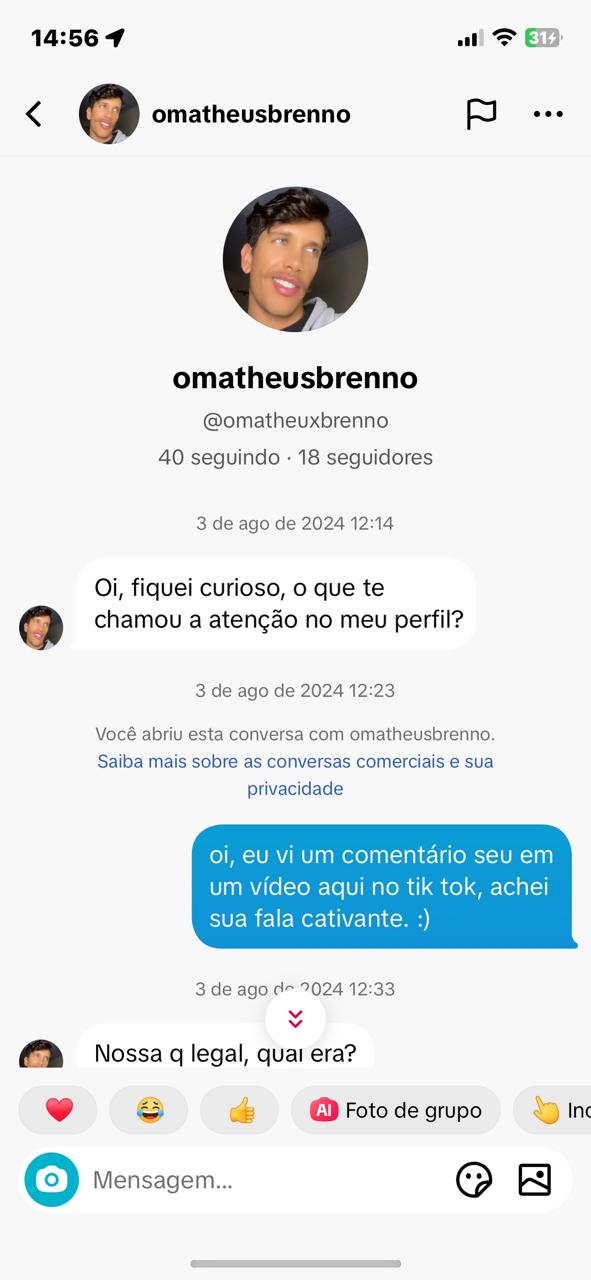 14:56
31
omatheusbrenno
omatheusbrenno
@omatheuxbrenno
40 seguindo · 18 seguidores
3 de ago de 2024 12:14
Oi, fiquei curioso, o que te
chamou a atenção no meu perfil?
3 de ago de 2024 12:23
Você abriu esta conversa com omatheusbrenno.
Saiba mais sobre as conversas comerciais e sua
privacidade
oi, eu vi um comentário seu em
um vídeo aqui no tik tok, achei
sua fala cativante. :)
3 de ago de 2024 12:33
Nossa q legal, qual era?
AI Foto de grupo
Mensagem...